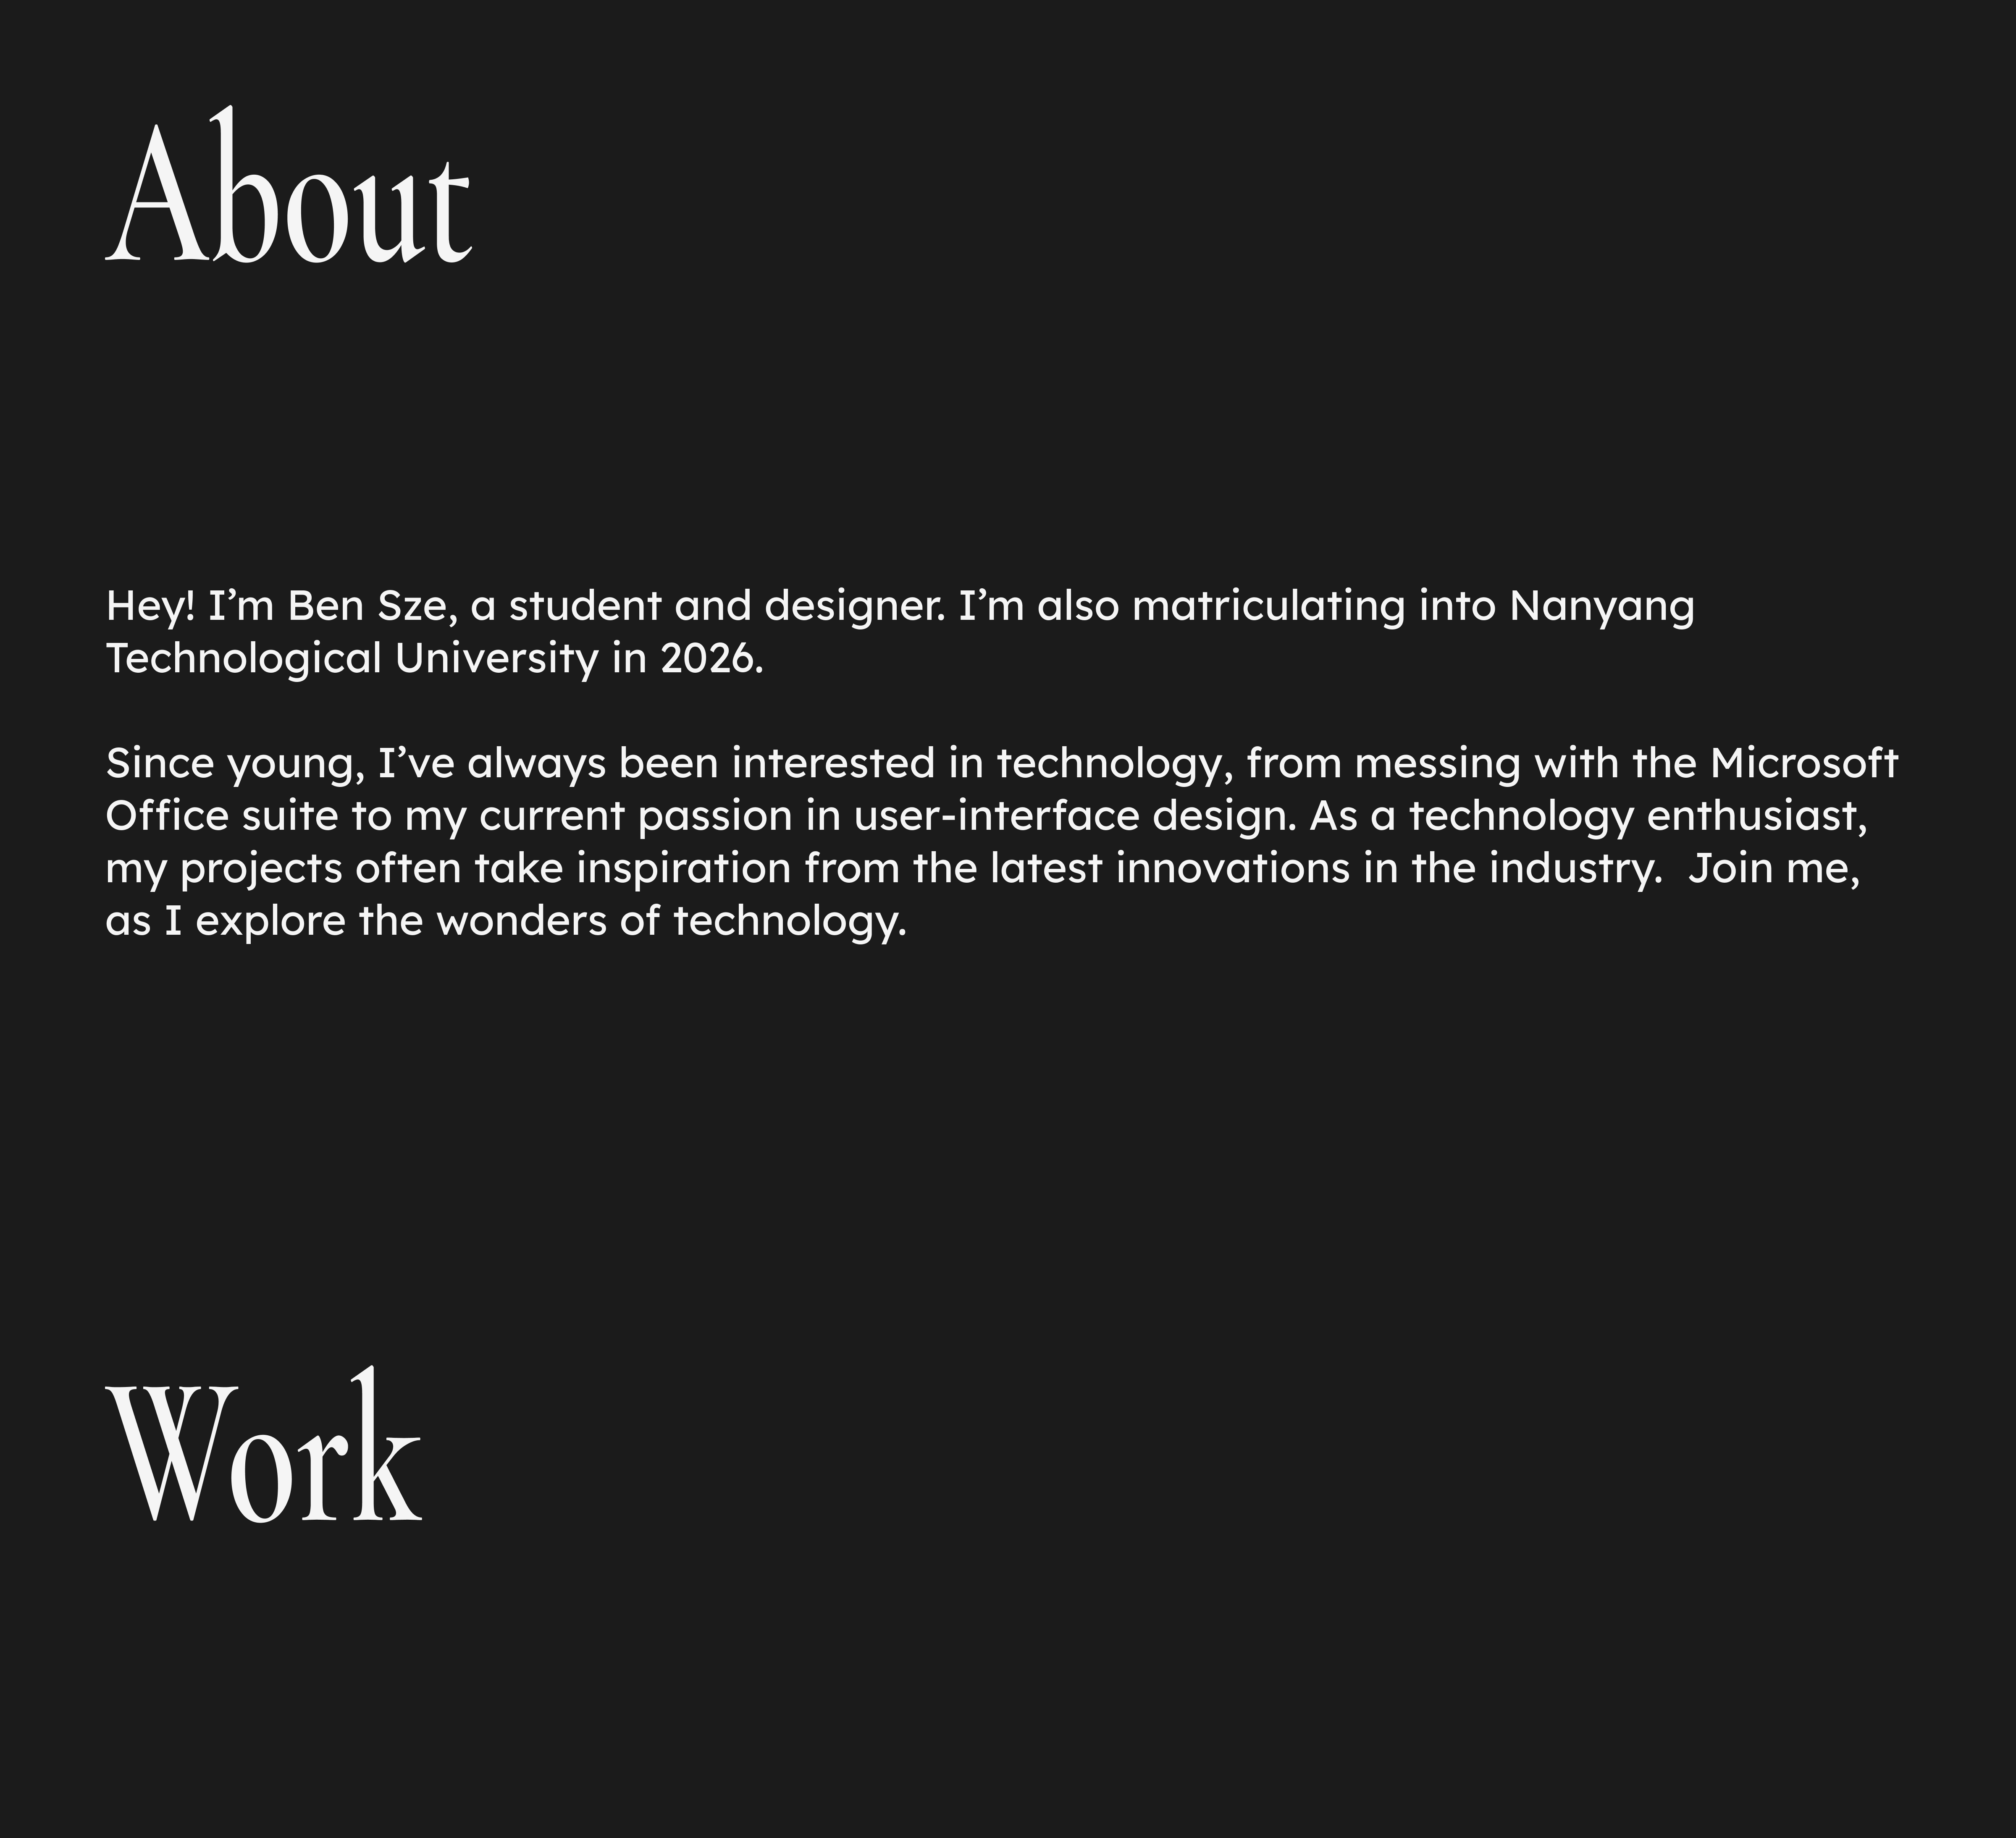 About
Hey! I’m Ben Sze, a student and designer. I’m also matriculating into Nanyang
Technological University in 2026.
Since young, I’ve always been interested in technology, from messing with the Microsoft
Office suite to my current passion in user-interface design. As a technology enthusiast,
my projects often take inspiration from the latest innovations in the industry.  Join me,
as I explore the wonders of technology.
Work